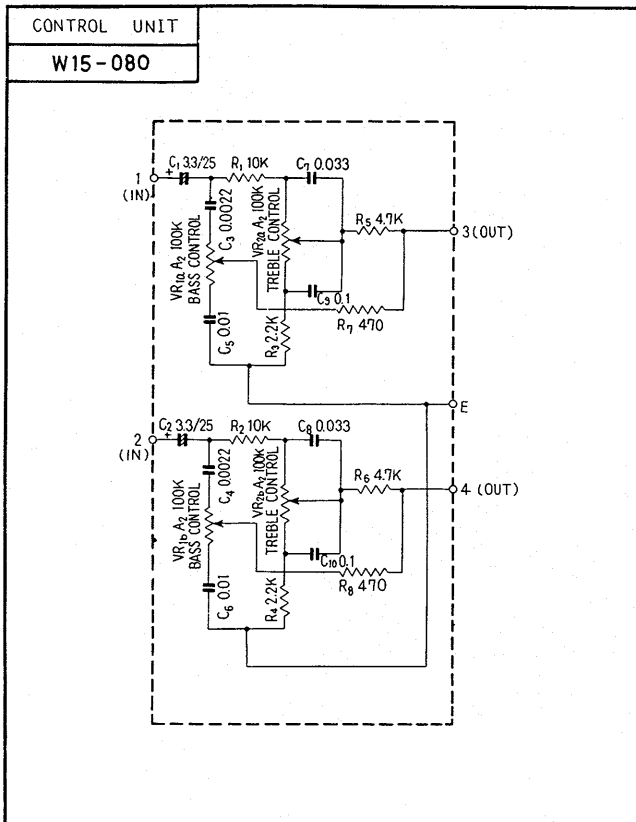 CONTROL UNIT
W15-080
C1 3.3/25
R1 10K
C7 0.033
1
(IN)
C3 0.0022
VR1a A2 100K
BASS CONTROL
VR2a A2 100K
TREBLE CONTROL
R5 4.7K
3(OUT)
C9 0.1
R7 470
C5 0.01
R3 2.2K
E
C2 3.3/25
R2 10K
C8 0.033
2
(IN)
C4 0.0022
VR1b A2 100K
BASS CONTROL
VR2b A2 100K
TREBLE CONTROL
R6 4.7K
4 (OUT)
C10 0.1
R8 470
C6 0.01
R4 2.2K